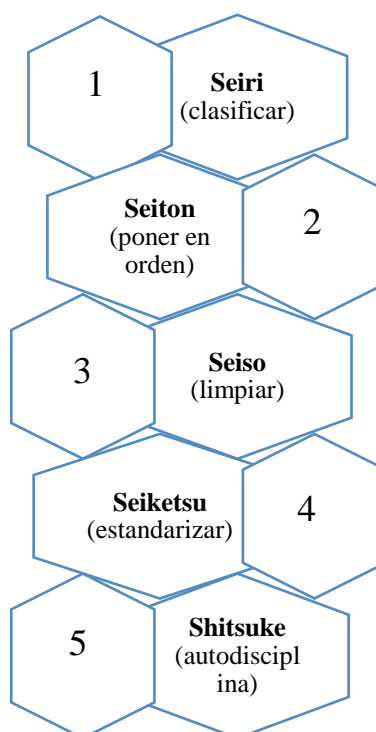 1
Seiri
(clasificar)
Seiton
(poner en
orden)
2
3
Seiso
(limpiar)
Seiketsu
(estandarizar)
4
5
Shitsuke
(autodiscipl
ina)